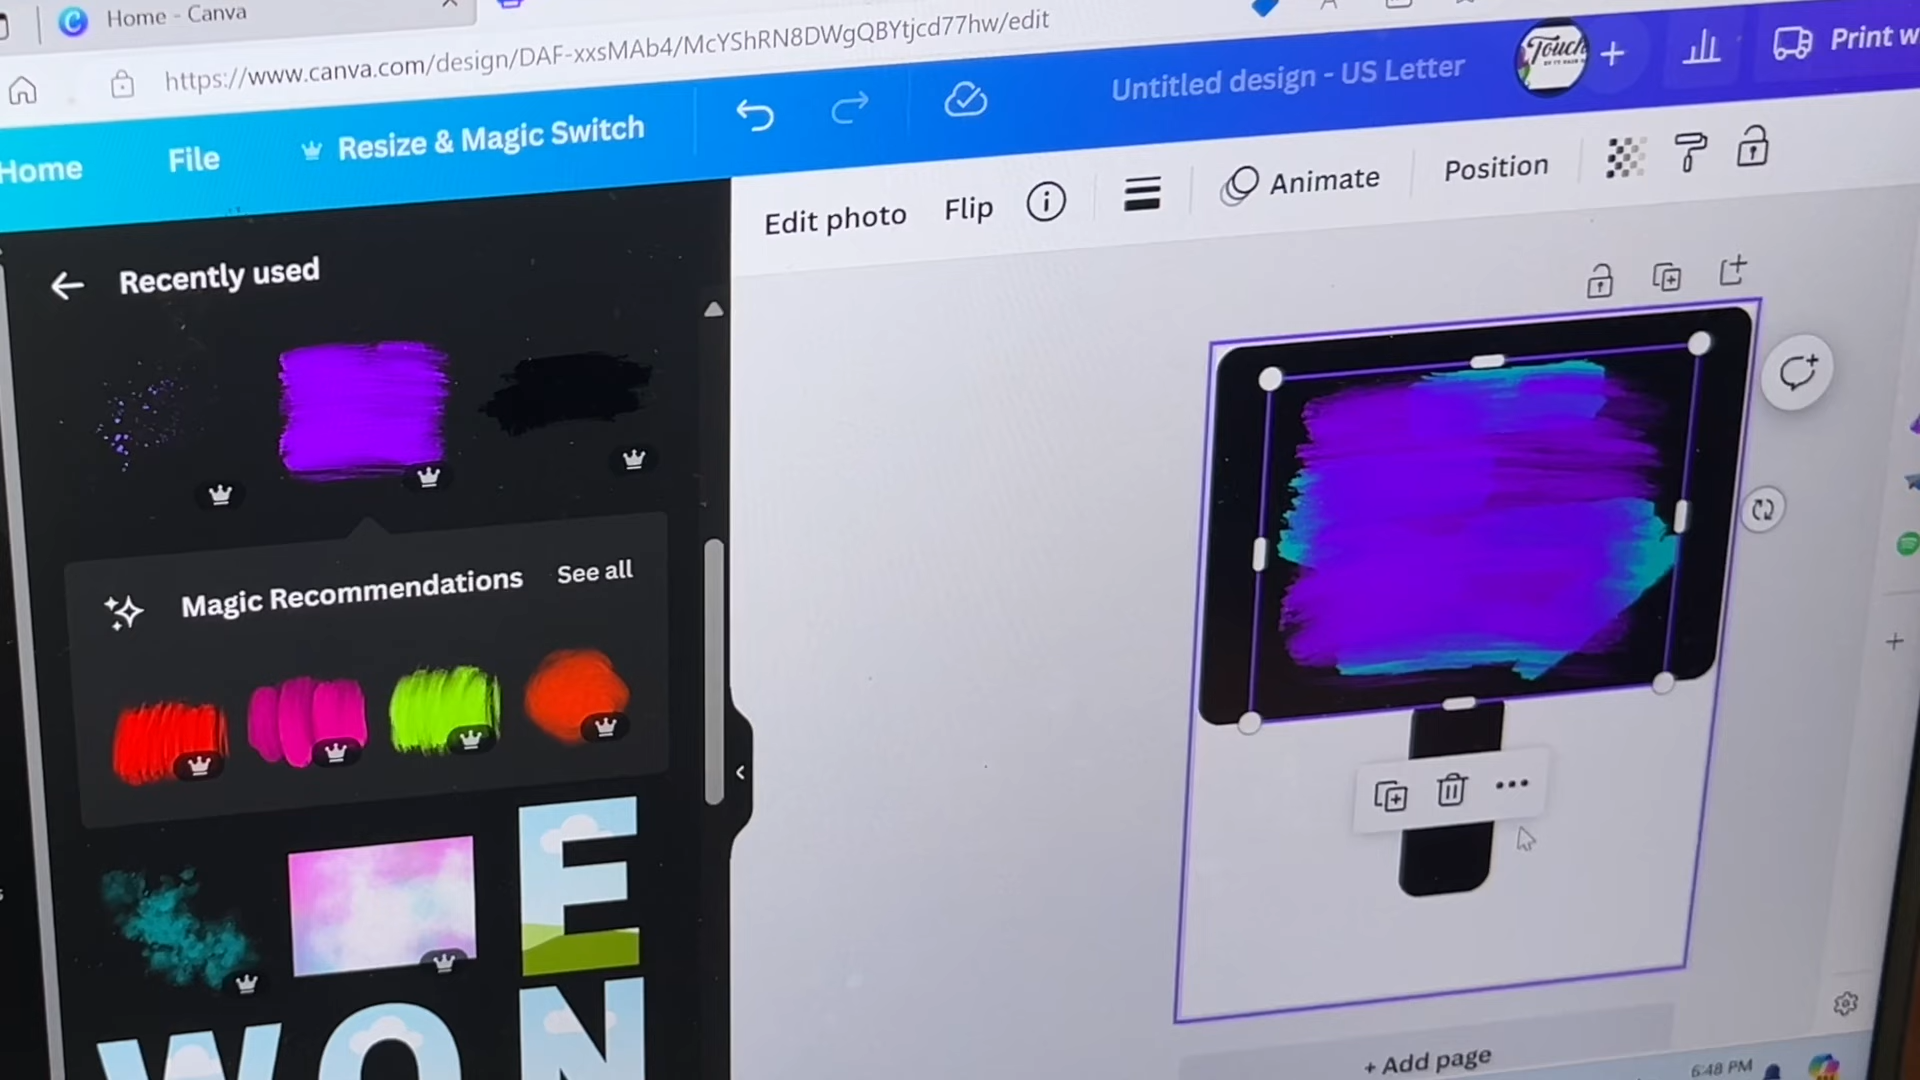 Home - Canva
https://www.canva.com/design/DAF-xxsMAb4/McYShRN8DWgQBYtjcd77hw/edit
Home
File
Resize & Magic Switch
Untitled design - US Letter
Touch
Print w
Edit photo
Flip
Animate
Position
Recently used
Magic Recommendations
See all
E
W O N
+ Add page
6:48 PM